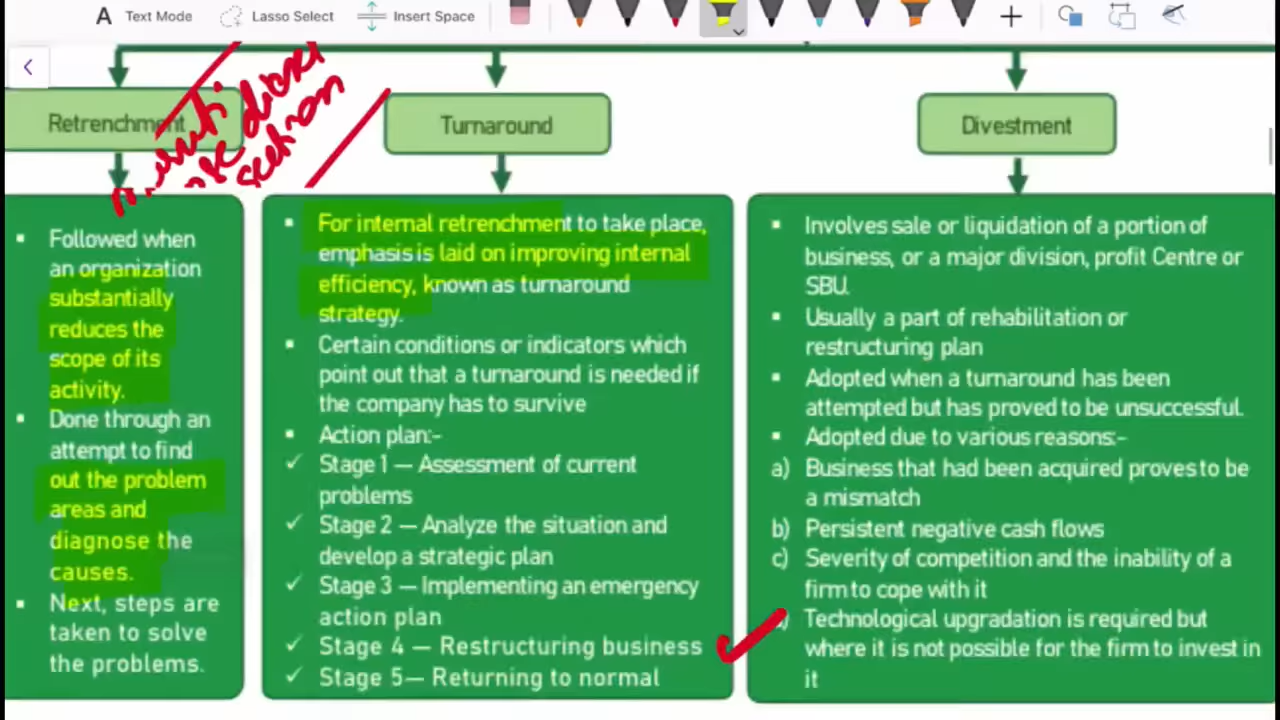 Text Mode
Lasso Select
Insert Space
Retrenchment
Turnaround
Divestment
Followed when
an organization
substantially
reduces the
scope of its
activity.
Done through an
attempt to find
out the problem
areas and
diagnose the
causes.
Next, steps are
taken to solve
the problems.
For internal retrenchment to take place,
emphasis is laid on improving internal
efficiency, known as turnaround
strategy.
Certain conditions or indicators which
point out that a turnaround is needed if
the company has to survive
Action plan:-
Stage 1 — Assessment of current
problems
Stage 2 — Analyze the situation and
develop a strategic plan
Stage 3 — Implementing an emergency
action plan
Stage 4 — Restructuring business
Stage 5— Returning to normal
Involves sale or liquidation of a portion of
business, or a major division, profit Centre or
SBU.
Usually a part of rehabilitation or
restructuring plan
Adopted when a turnaround has been
attempted but has proved to be unsuccessful.
Adopted due to various reasons:-
a) Business that had been acquired proves to be
a mismatch
b) Persistent negative cash flows
c) Severity of competition and the inability of a
firm to cope with it
Technological upgradation is required but
where it is not possible for the firm to invest in
it